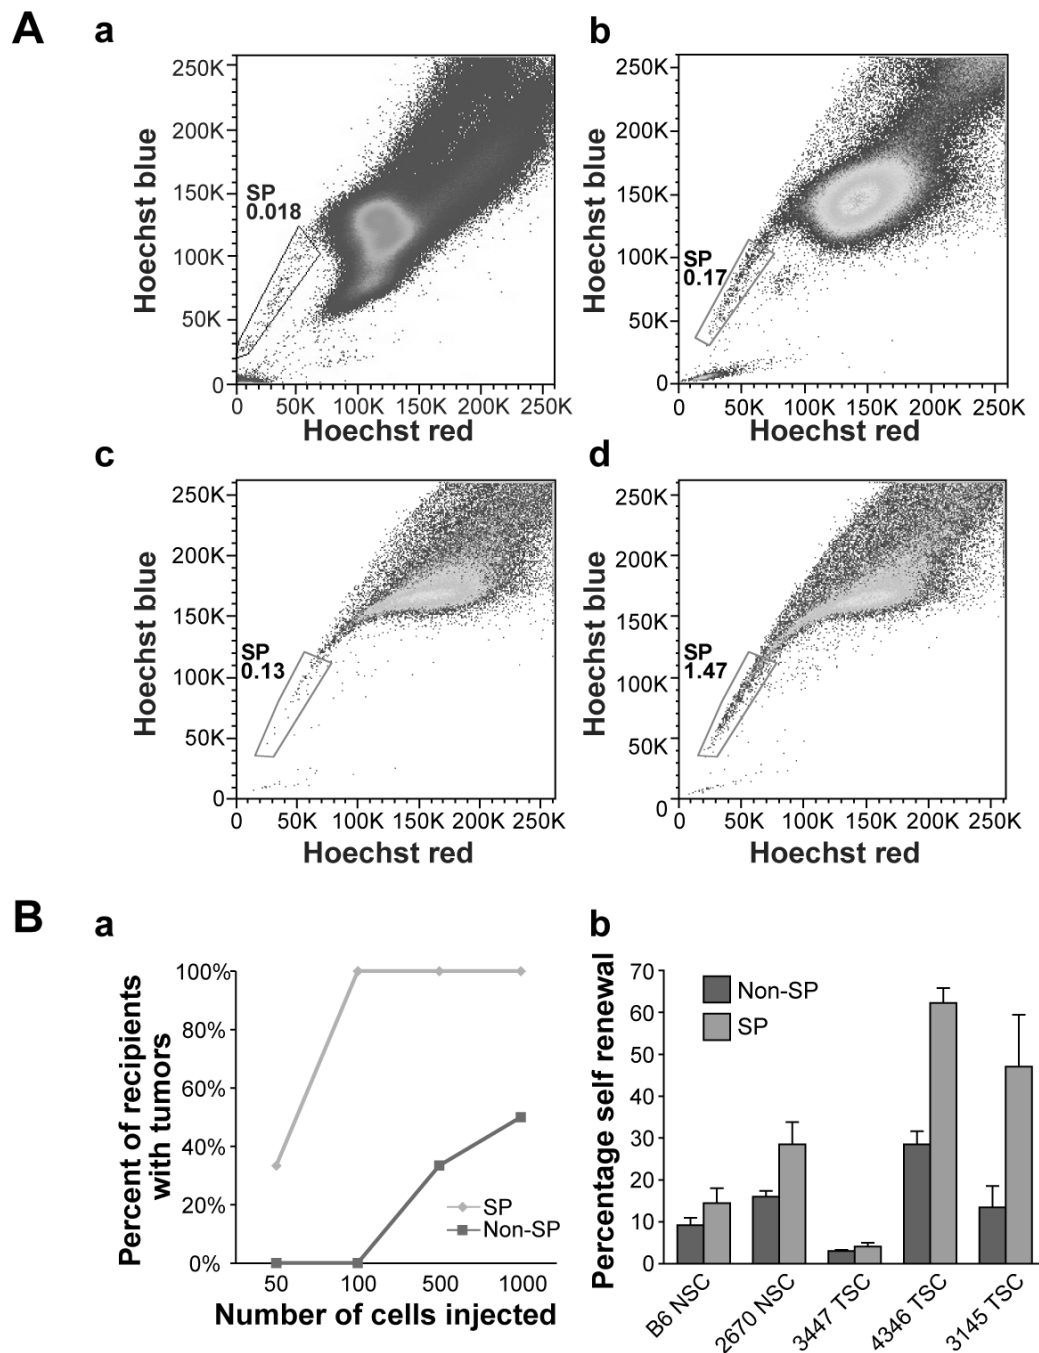 A
a
b
250K
200K
150K
100K
50K
0
Hoechst blue
SP
0.018
0 50K 100K 150K 200K 250K
Hoechst red
250K
200K
150K
100K
50K
0
Hoechst blue
SP
0.17
0 50K 100K 150K 200K 250K
Hoechst red
c
d
250K
200K
150K
100K
50K
0
Hoechst blue
SP
0.13
0 50K 100K 150K 200K 250K
Hoechst red
250K
200K
150K
100K
50K
0
Hoechst blue
SP
1.47
0 50K 100K 150K 200K 250K
Hoechst red
B
a
b
Percent of recipients
with tumors
100%
80%
60%
40%
20%
0%
SP
Non-SP
50 100 500 1000
Number of cells injected
Percentage self renewal
70
60
50
40
30
20
10
0
Non-SP
SP
B6 NSC
2670 NSC
3447 TSC
4346 TSC
3145 TSC